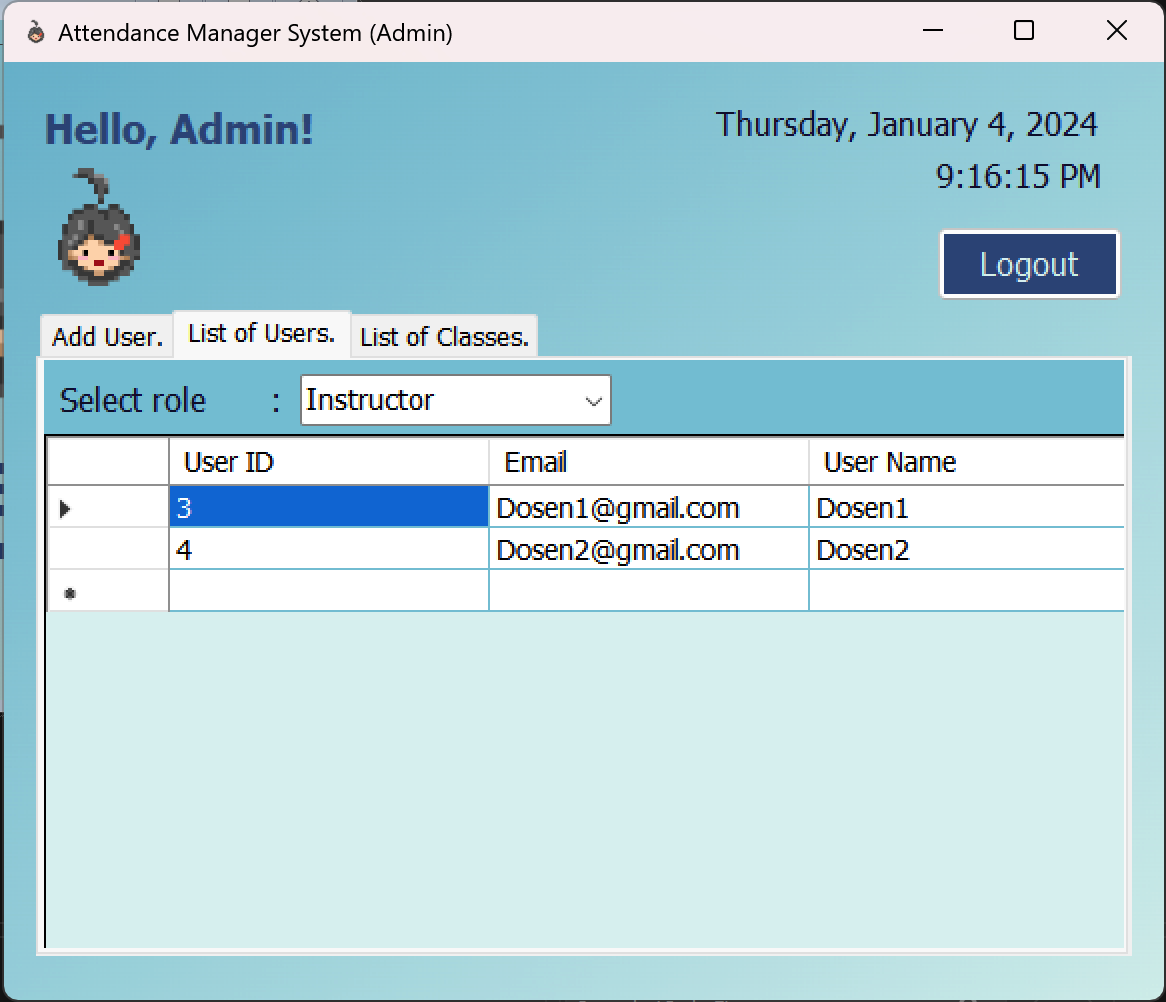 Attendance Manager System (Admin)
Hello, Admin!
Thursday, January 4, 2024
9:16:15 PM
Logout
Add User. List of Users. List of Classes.
Select role : Instructor
User ID Email User Name
3 Dosen1@gmail.com Dosen1
4 Dosen2@gmail.com Dosen2